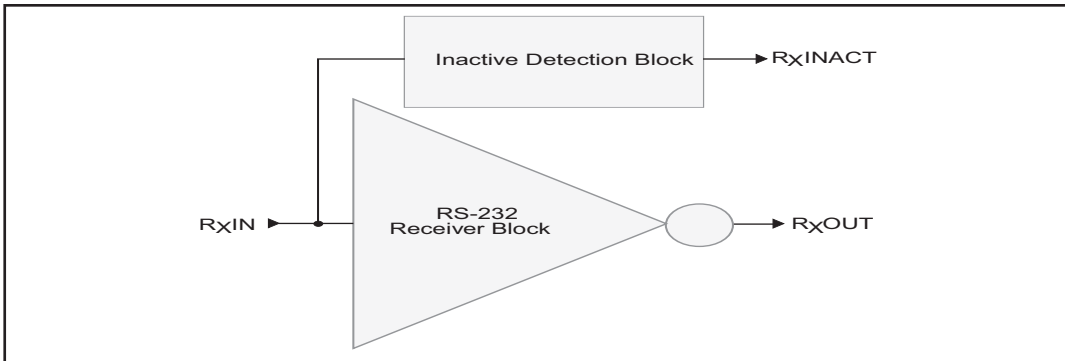 Inactive Detection Block
RXINACT
RS-232
Receiver Block
RXIN
RXOUT